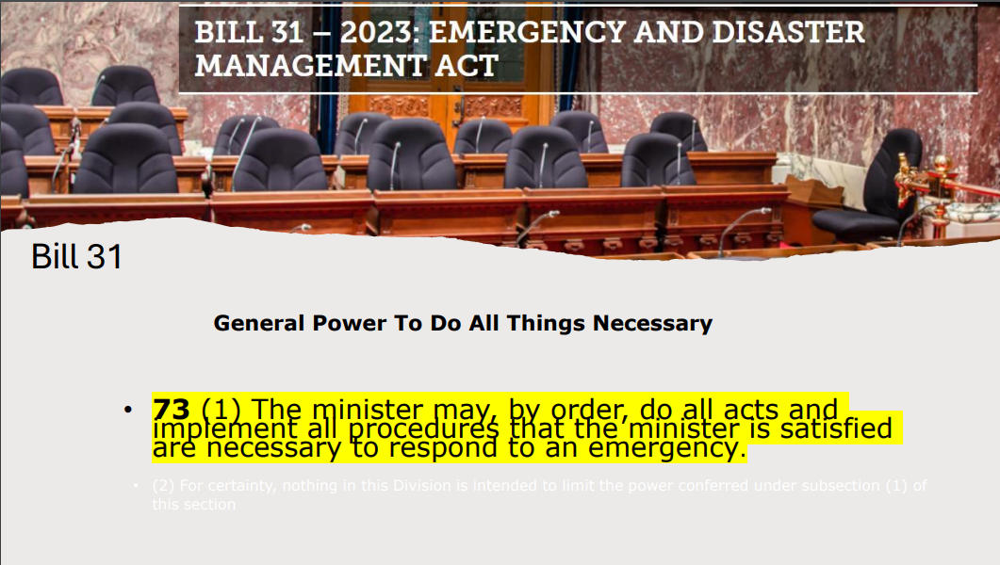 BILL 31 – 2023: EMERGENCY AND DISASTER
MANAGEMENT ACT
Bill 31
General Power To Do All Things Necessary
• 73 (1) The minister may, by order, do all acts and
implement all procedures that the minister is satisfied
are necessary to respond to an emergency.
• (2) For certainty, nothing in this Division is intended to limit the power conferred under subsection (1) of
this section